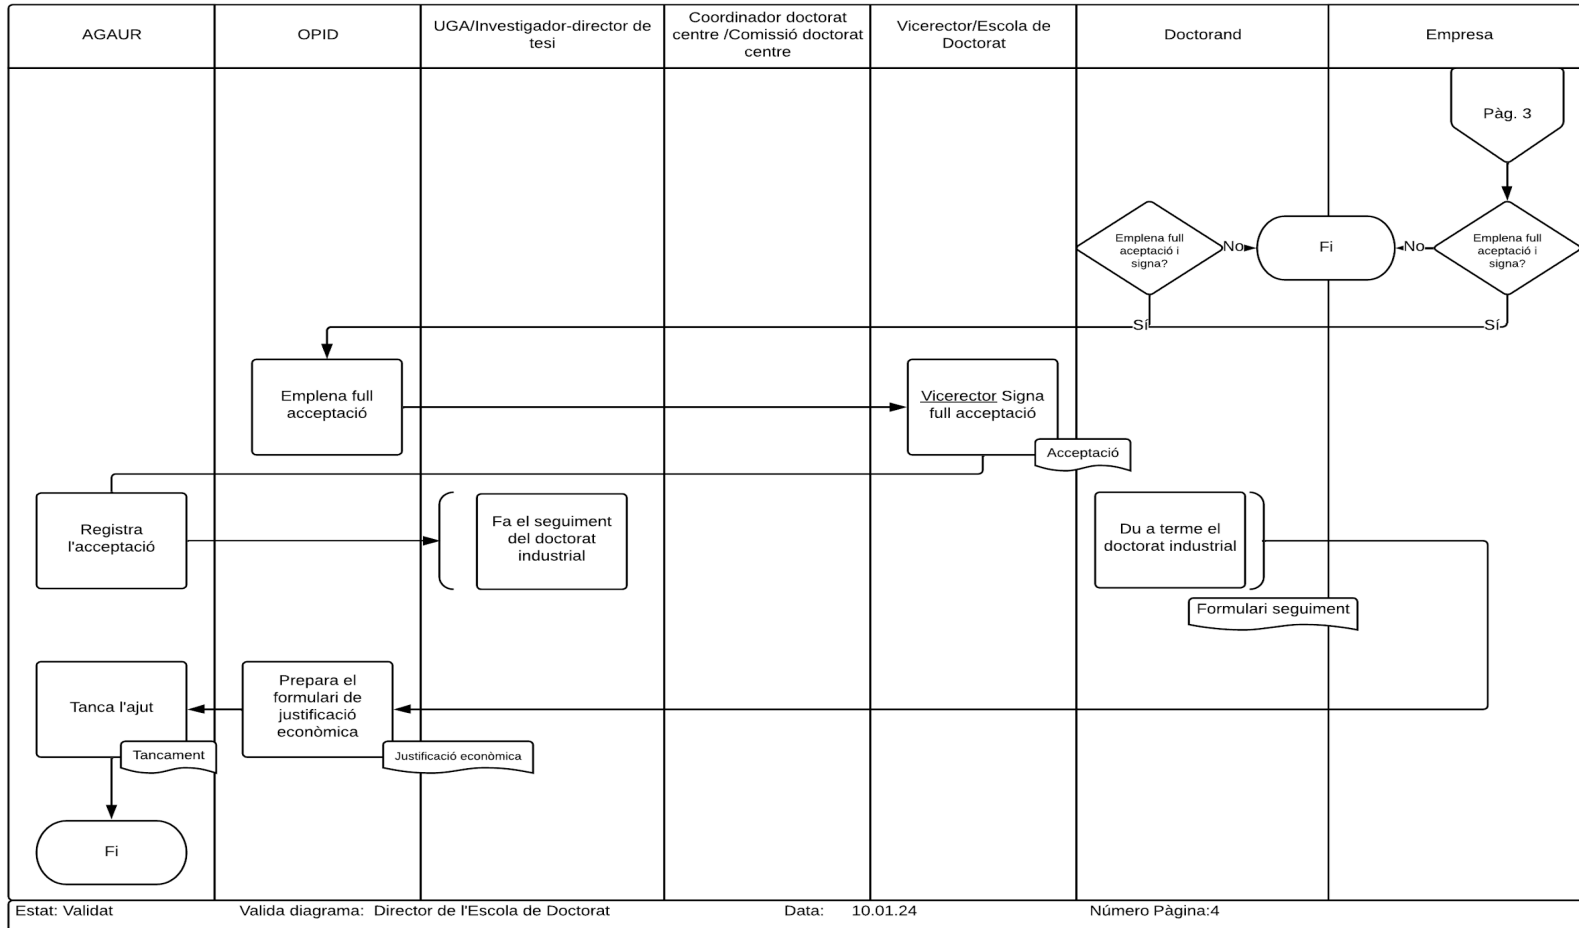 AGAUR
OPID
UGA/Investigador-director de
tesi
Coordinador doctorat
centre /Comissió doctorat
centre
Vicerector/Escola de
Doctorat
Doctorand
Empresa
Pàg. 3
Emplena full
aceptació i
signa?
No
Fi
No
Emplena full
aceptació i
signa?
Sí
Sí
Emplena full
acceptació
Vicerector Signa
full acceptació
Acceptació
Registra
l'acceptació
Fa el seguiment
del doctorat
industrial
Du a terme el
doctorat industrial
Formulari seguiment
Tanca l'ajut
Tancament
Prepara el
formulari de
justificació
econòmica
Justificació econòmica
Fi
Estat: Validat
Valida diagrama: Director de l'Escola de Doctorat
Data: 10.01.24
Número Pàgina:4